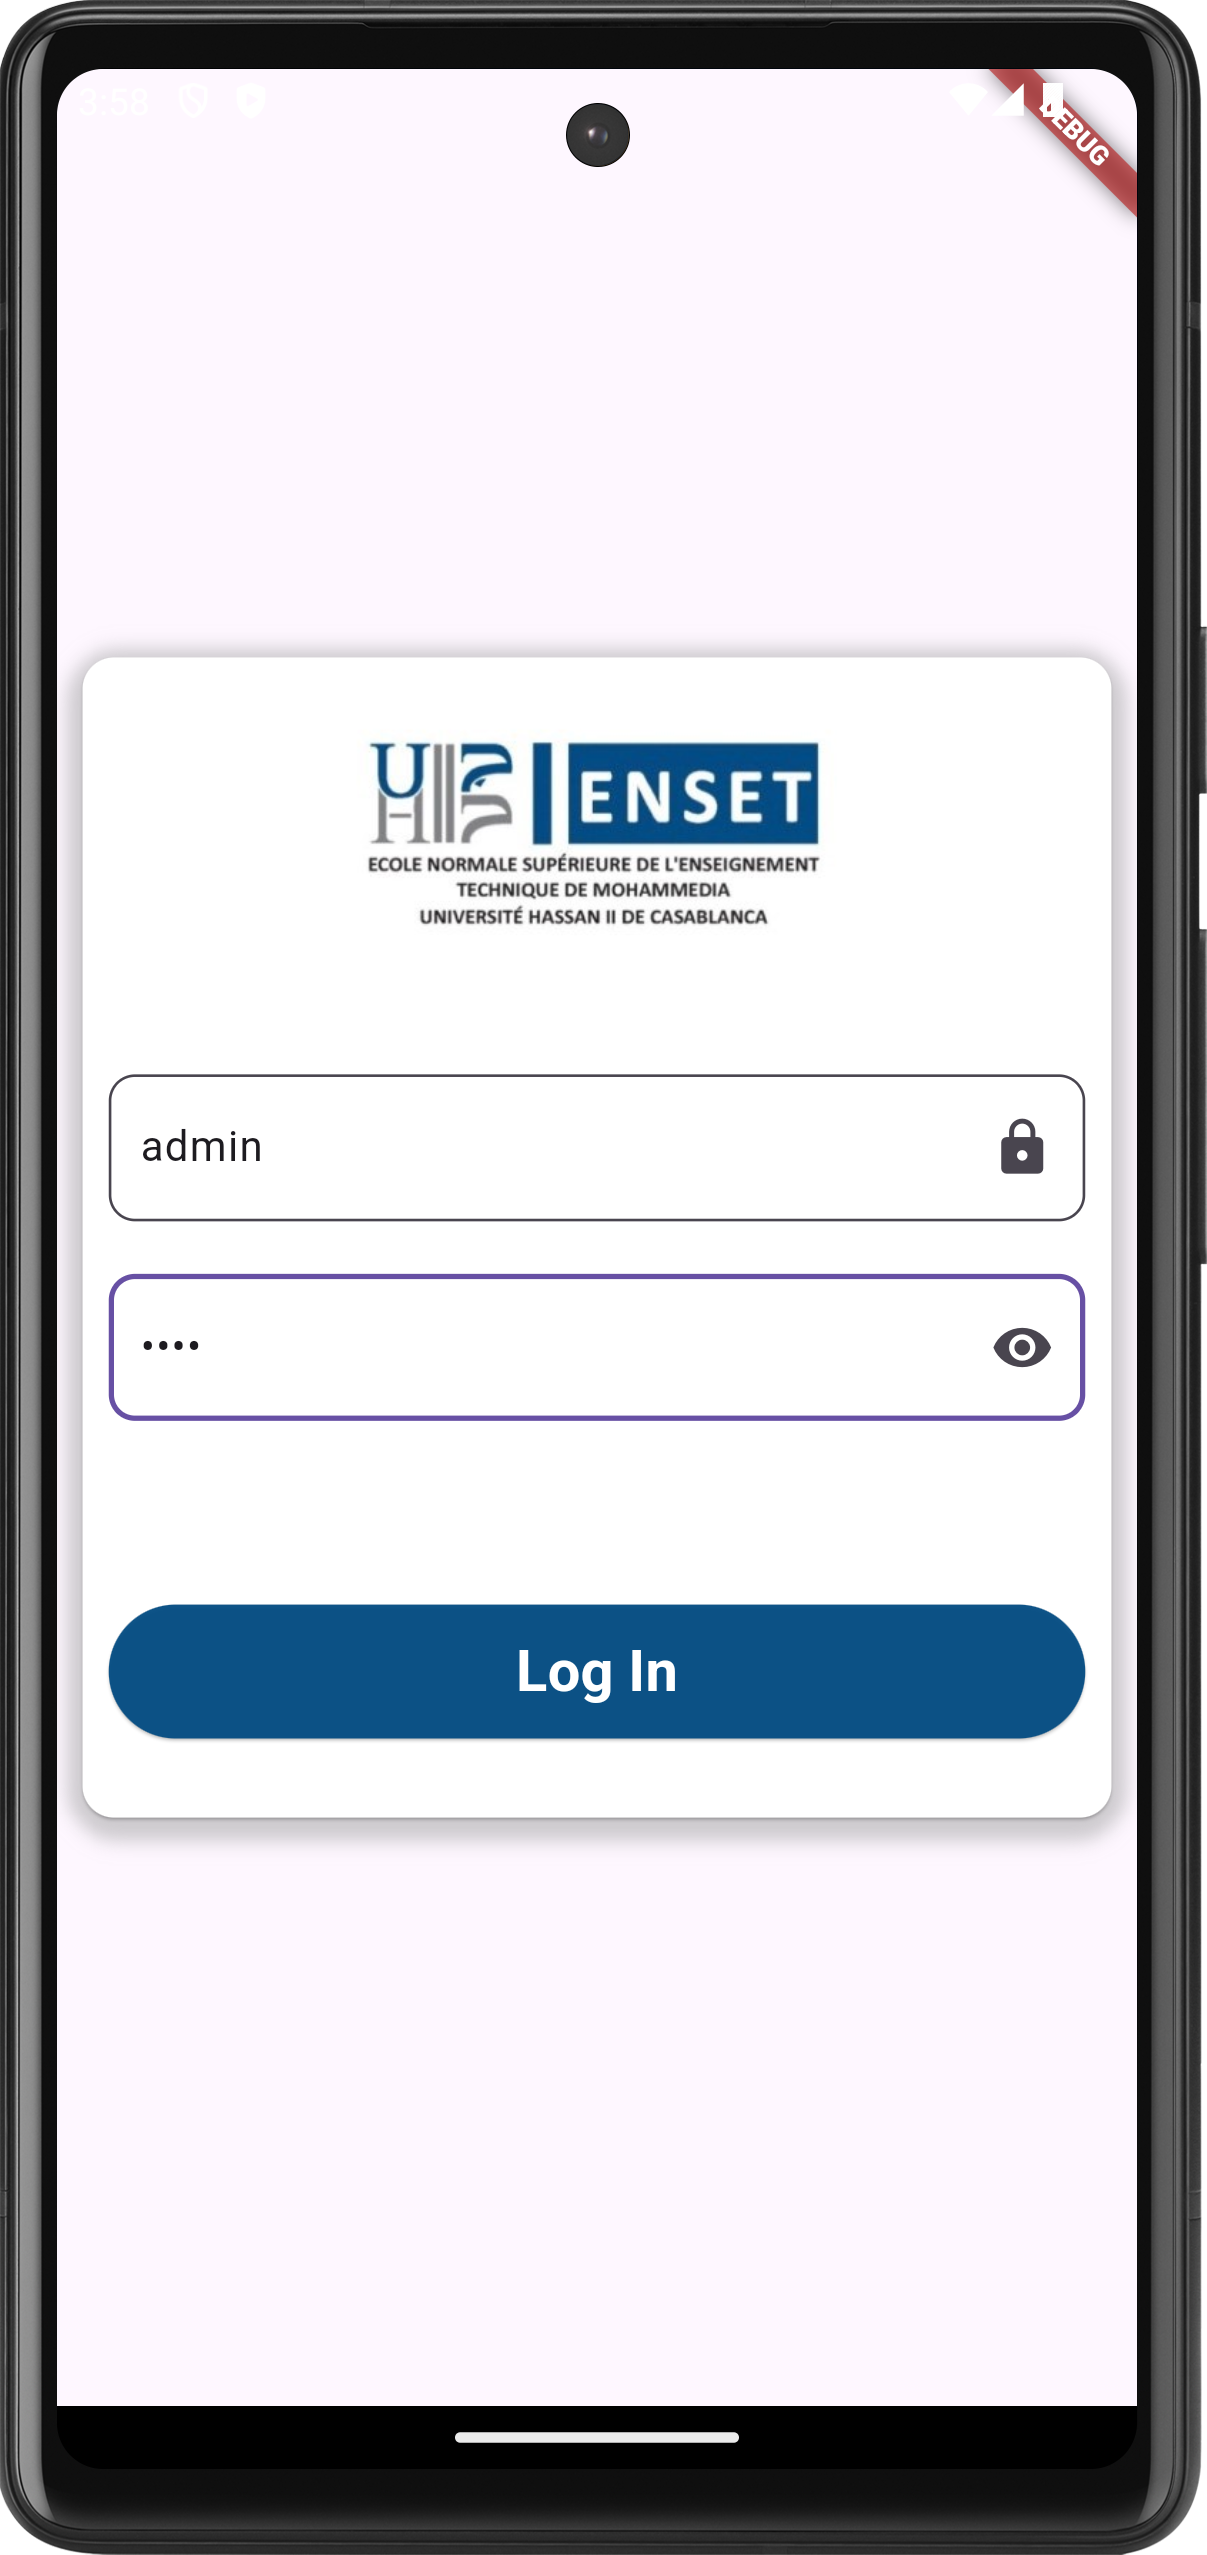 3:58
DEBUG
UH2C ENSET
ECOLE NORMALE SUPÉRIEURE DE L'ENSEIGNEMENT
TECHNIQUE DE MOHAMMEDIA
UNIVERSITÉ HASSAN II DE CASABLANCA
admin
••••
Log In